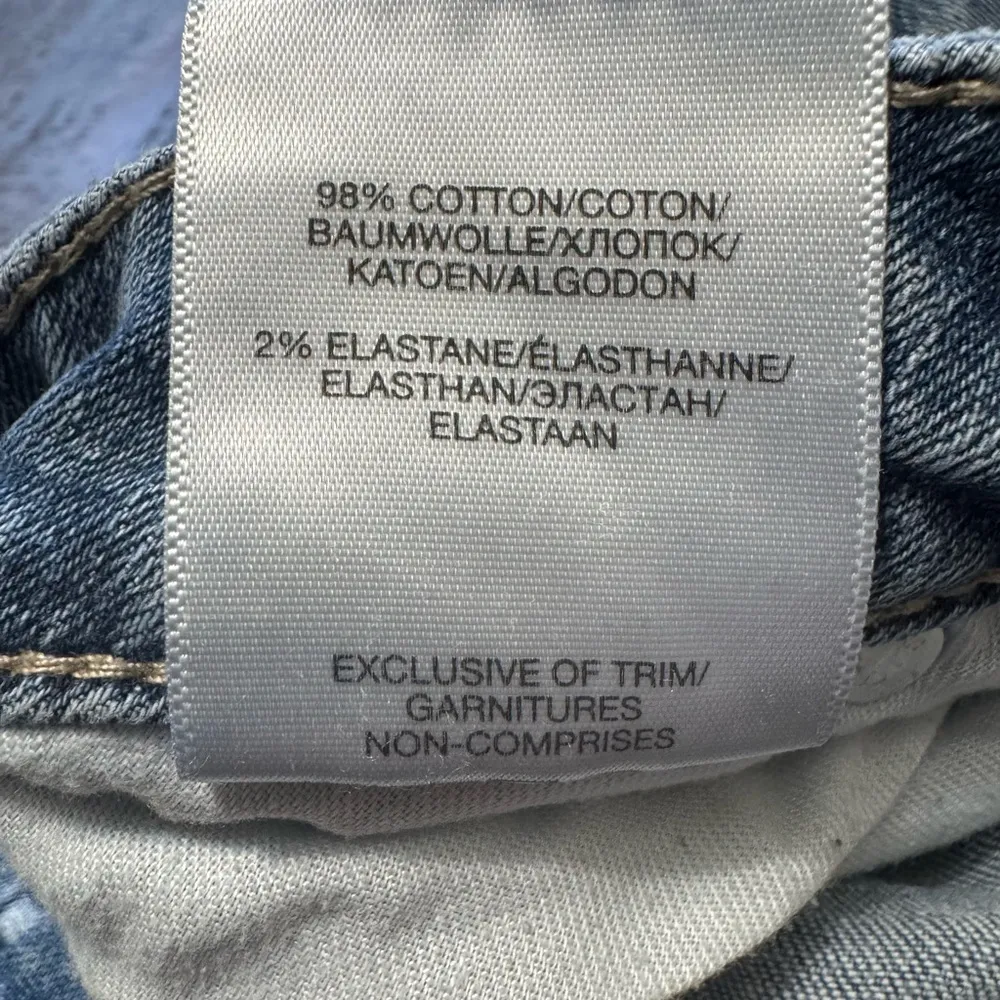 98% COTTON/COTON/
BAUMWOLLE/ХЛОПОК/
KATOEN/ALGODON
2% ELASTANE/ÉLASTHANNE/
ELASTHAN/ЭЛАСТАН/
ELASTAAN
EXCLUSIVE OF TRIM/
GARNITURES
NON-COMPRISES